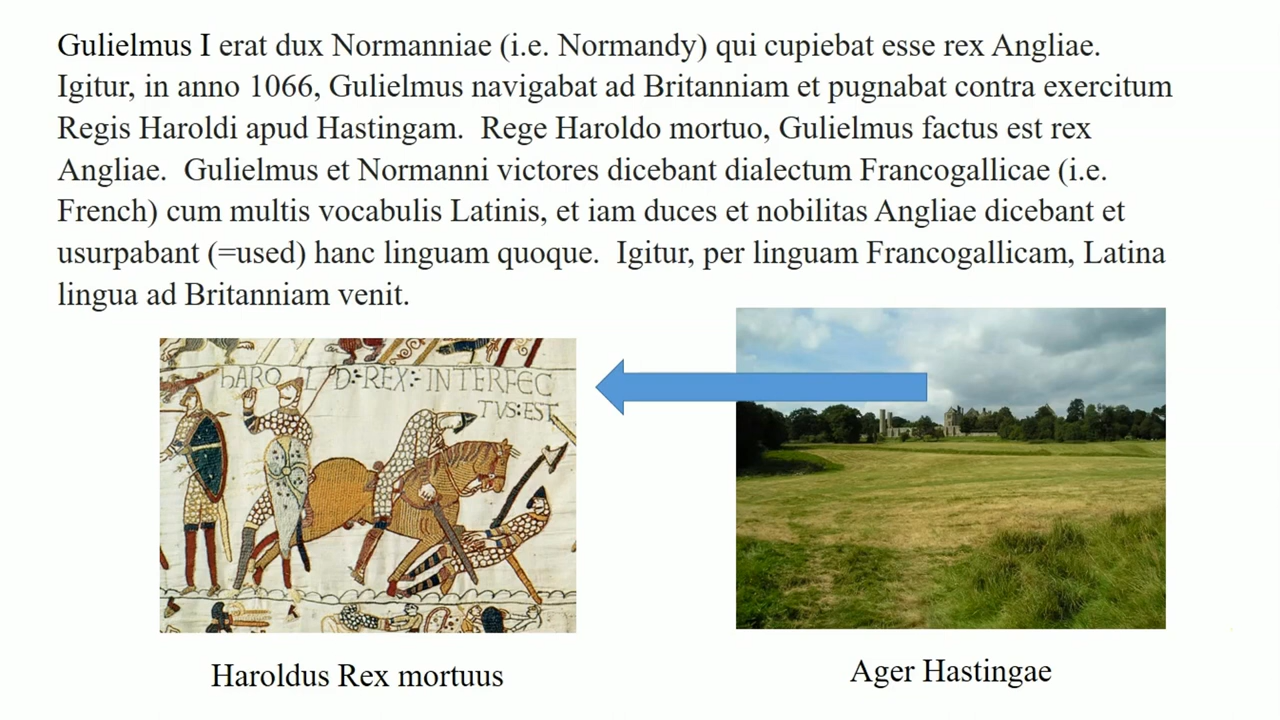 Gulielmus I erat dux Normanniae (i.e. Normandy) qui cupiebat esse rex Angliae.
Igitur, in anno 1066, Gulielmus navigabat ad Britanniam et pugnabat contra exercitum
Regis Haroldi apud Hastingam.  Rege Haroldo mortuo, Gulielmus factus est rex
Angliae.  Gulielmus et Normanni victores dicebant dialectum Francogallicae (i.e.
French) cum multis vocabulis Latinis, et iam duces et nobilitas Angliae dicebant et
usurpabant (=used) hanc linguam quoque.  Igitur, per linguam Francogallicam, Latina
lingua ad Britanniam venit.
hARO L D:REX:INTERFEC
TVS:EST
Haroldus Rex mortuus
Ager Hastingae